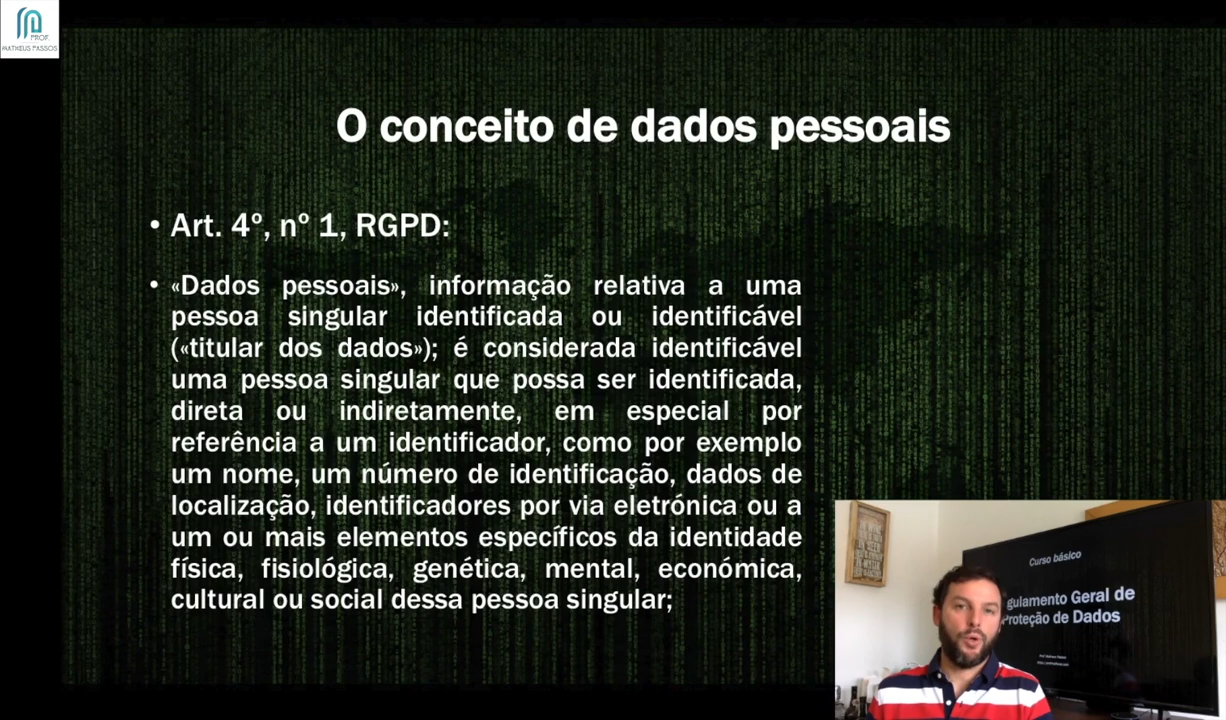 PROF.
MATHEUS PASSOS
O conceito de dados pessoais
• Art. 4º, nº 1, RGPD:
• «Dados pessoais», informação relativa a uma
pessoa singular identificada ou identificável
(«titular dos dados»); é considerada identificável
uma pessoa singular que possa ser identificada,
direta ou indiretamente, em especial por
referência a um identificador, como por exemplo
um nome, um número de identificação, dados de
localização, identificadores por via eletrónica ou a
um ou mais elementos específicos da identidade
física, fisiológica, genética, mental, económica,
cultural ou social dessa pessoa singular;
Curso básico
gulamento Geral de
Proteção de Dados